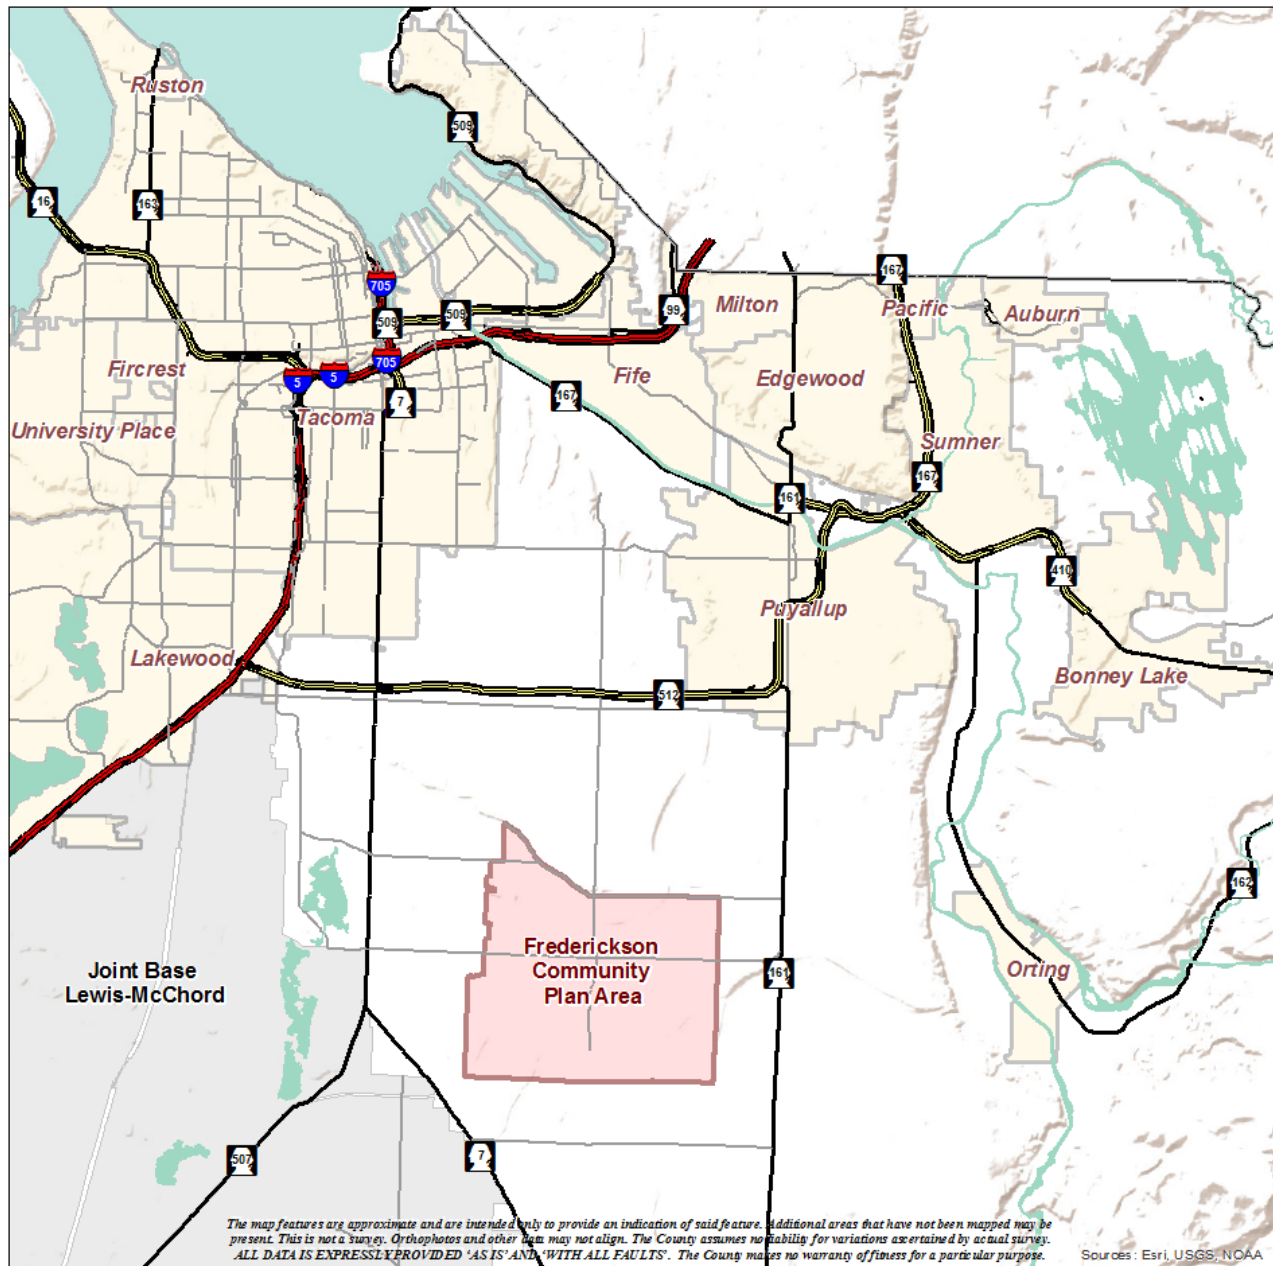 Ruston
509
16
163
167
705
Milton
Pacific
99
Auburn
509
509
705
Fircrest
Fife
Edgewood
5
5
167
7
Tacoma
University Place
Sumner
167
161
410
Puyallup
Lakewood
Bonney Lake
512
162
Frederickson
Community
Plan Area
Joint Base
Lewis-McChord
161
Orting
507
7
The map features are approximate and are intended only to provide an indication of said feature. Additional areas that have not been mapped may be
present. This is not a survey. Orthophotos and other data may not align. The County assumes no liability for variations ascertained by actual survey.
ALL DATA IS EXPRESSLY PROVIDED 'AS IS' AND 'WITH ALL FAULTS'. The County makes no warranty of fitness for a particular purpose.
Sources: Esri, USGS, NOAA